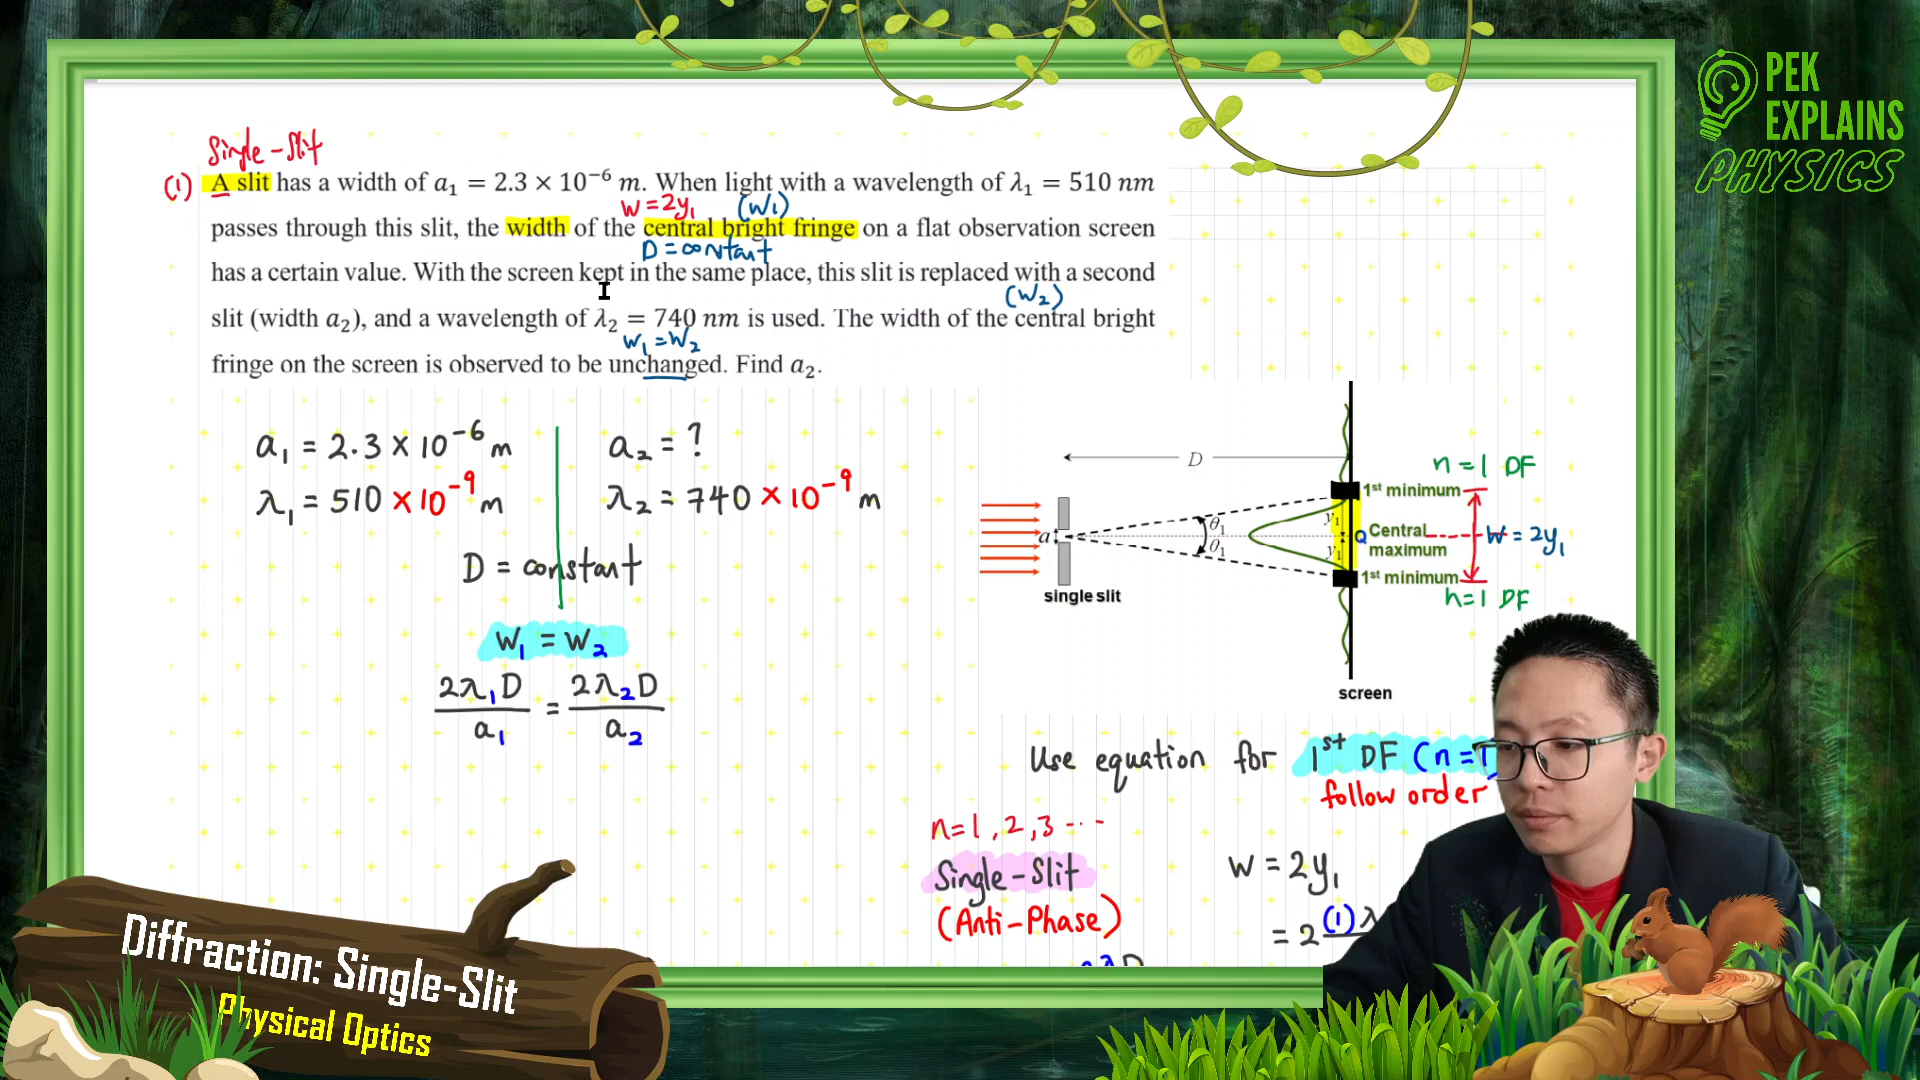 PEK
EXPLAINS
PHYSICS
Single-Slit
(1) A slit has a width of a₁ = 2.3 × 10⁻⁶ m. When light with a wavelength of λ₁ = 510 nm
W = 2y₁ (W₁)
passes through this slit, the width of the central bright fringe on a flat observation screen
D = constant
has a certain value. With the screen kept in the same place, this slit is replaced with a second
(W₂)
slit (width a₂), and a wavelength of λ₂ = 740 nm is used. The width of the central bright
W₁ = W₂
fringe on the screen is observed to be unchanged. Find a₂.
a₁ = 2.3 × 10⁻⁶ m
λ₁ = 510 × 10⁻⁹ m
a₂ = ?
λ₂ = 740 × 10⁻⁹ m
D = constant
W₁ = W₂
2λ₁D / a₁ = 2λ₂D / a₂
D
n = 1 DF
1st minimum
θ₁
y₁
a
Q Central
maximum
W = 2y₁
θ₁
y₁
1st minimum
n=1 DF
single slit
screen
Use equation for 1st DF (n=1)
follow order
n=1, 2, 3 ...
Single-Slit
(Anti-Phase)
W = 2y₁
= 2 (1) λ
Diffraction: Single-Slit
Physical Optics